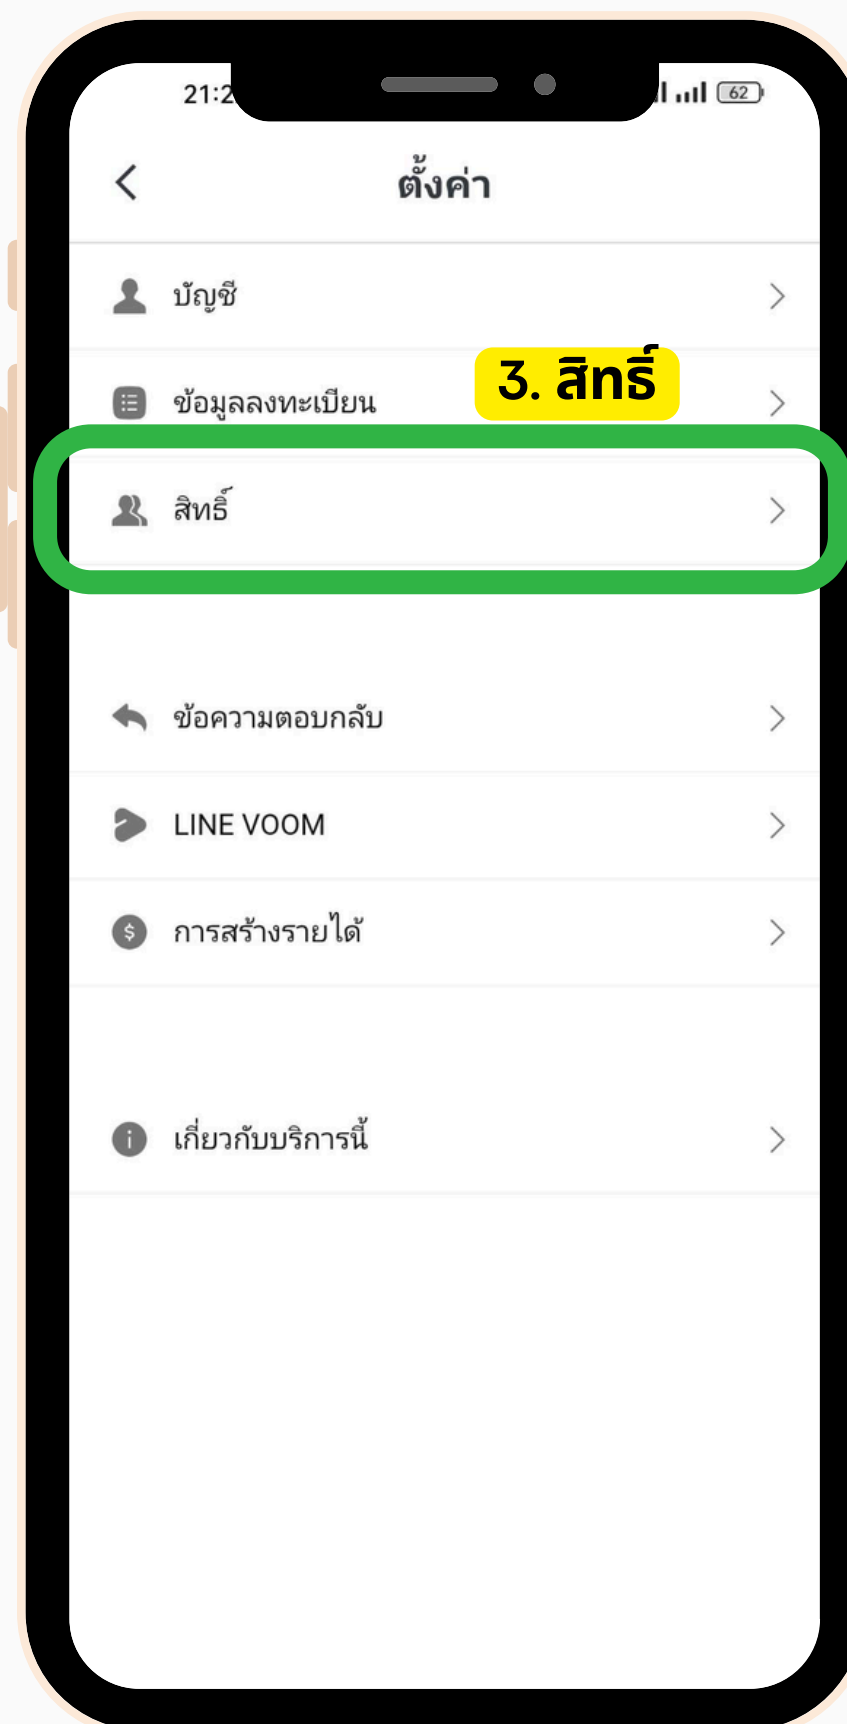 21:2
62
ตั้งค่า
บัญชี
3. สิทธิ์
ข้อมูลลงทะเบียน
สิทธิ์
ข้อความตอบกลับ
LINE VOOM
การสร้างรายได้
เกี่ยวกับบริการนี้